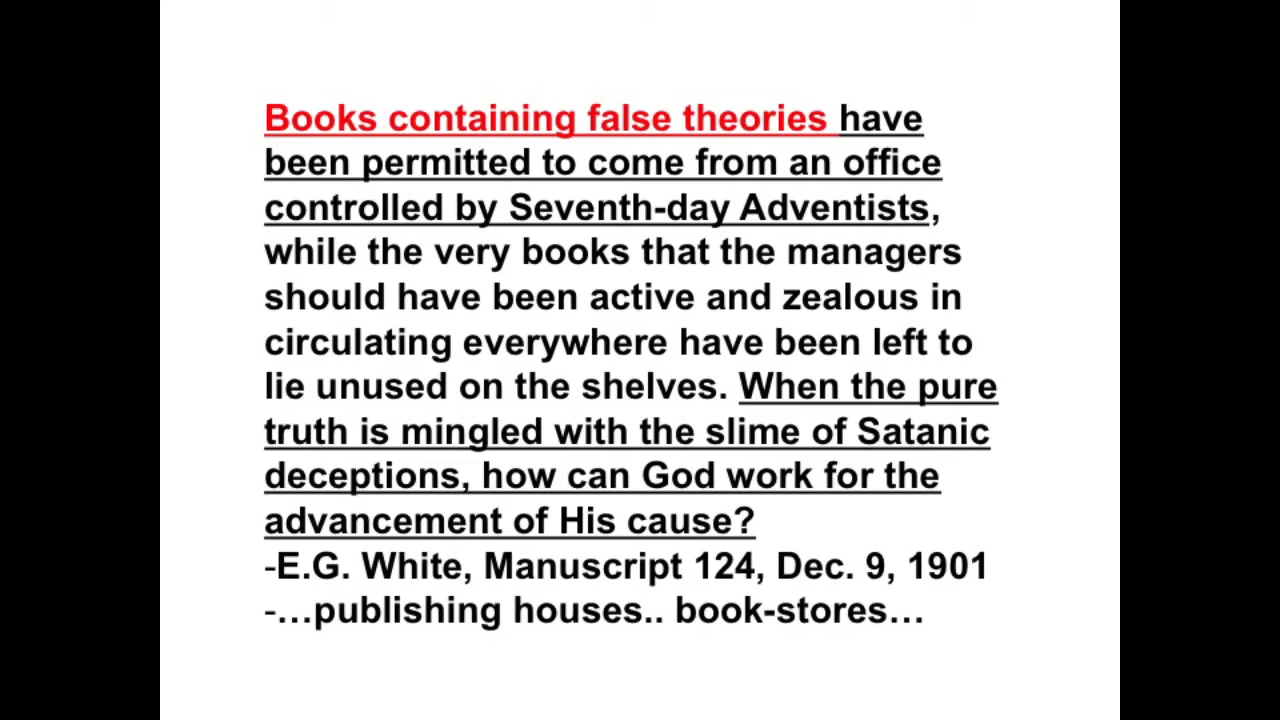 Books containing false theories have
been permitted to come from an office
controlled by Seventh-day Adventists,
while the very books that the managers
should have been active and zealous in
circulating everywhere have been left to
lie unused on the shelves. When the pure
truth is mingled with the slime of Satanic
deceptions, how can God work for the
advancement of His cause?
-E.G. White, Manuscript 124, Dec. 9, 1901
-…publishing houses.. book-stores…